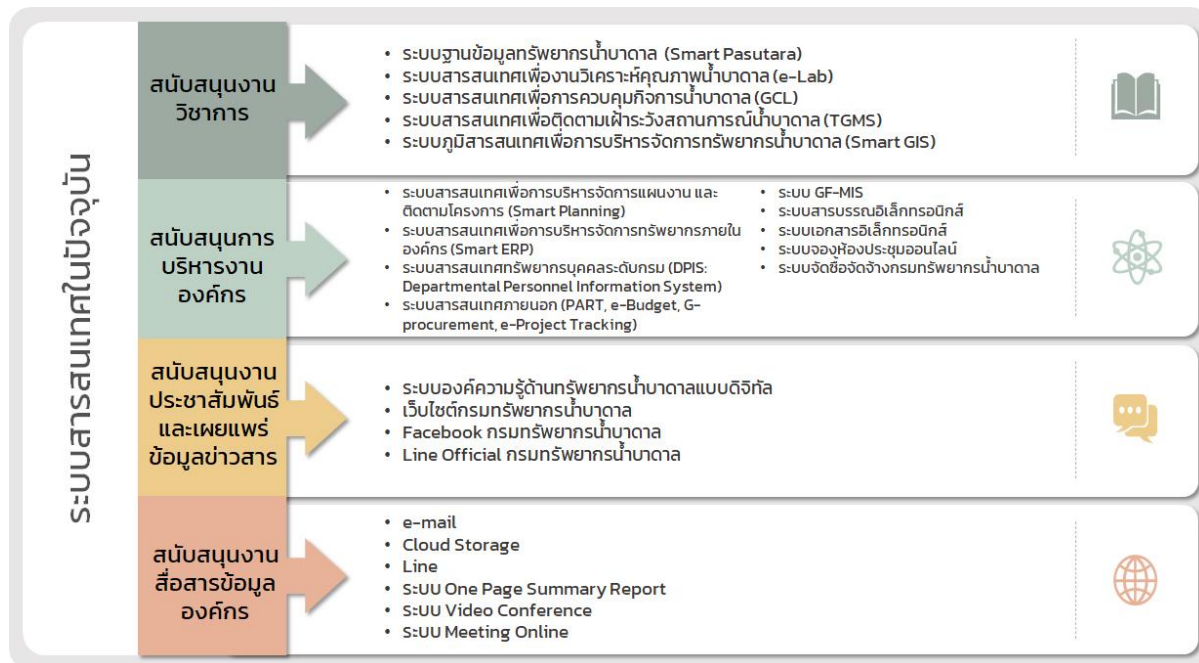 ระบบสารสนเทศในปัจจุบัน
สนับสนุนงาน
วิชาการ
• ระบบฐานข้อมูลทรัพยากรน้ำบาดาล (Smart Pasutara)
• ระบบสารสนเทศเพื่องานวิเคราะห์คุณภาพน้ำบาดาล (e-Lab)
• ระบบสารสนเทศเพื่อการควบคุมกิจการน้ำบาดาล (GCL)
• ระบบสารสนเทศเพื่อติดตามเฝ้าระวังสถานการณ์น้ำบาดาล (TGMS)
• ระบบภูมิสารสนเทศเพื่อการบริหารจัดการทรัพยากรน้ำบาดาล (Smart GIS)
สนับสนุนการ
บริหารงาน
องค์กร
• ระบบสารสนเทศเพื่อการบริหารจัดการแผนงาน และ
ติดตามโครงการ (Smart Planning)
• ระบบสารสนเทศเพื่อการบริหารจัดการทรัพยากรภายใน
องค์กร (Smart ERP)
• ระบบสารสนเทศทรัพยากรบุคคลระดับกรม (DPIS:
Departmental Personnel Information System)
• ระบบสารสนเทศภายนอก (PART, e-Budget, G-
procurement, e-Project Tracking)
• ระบบ GF-MIS
• ระบบสารบรรณอิเล็กทรอนิกส์
• ระบบเอกสารอิเล็กทรอนิกส์
• ระบบจองห้องประชุมออนไลน์
• ระบบจัดซื้อจัดจ้างกรมทรัพยากรน้ำบาดาล
สนับสนุนงาน
ประชาสัมพันธ์
และเผยแพร่
ข้อมูลข่าวสาร
• ระบบองค์ความรู้ด้านทรัพยากรน้ำบาดาลแบบดิจิทัล
• เว็บไซต์กรมทรัพยากรน้ำบาดาล
• Facebook กรมทรัพยากรน้ำบาดาล
• Line Official กรมทรัพยากรน้ำบาดาล
สนับสนุนงาน
สื่อสารข้อมูล
องค์กร
• e-mail
• Cloud Storage
• Line
• ระบบ One Page Summary Report
• ระบบ Video Conference
• ระบบ Meeting Online